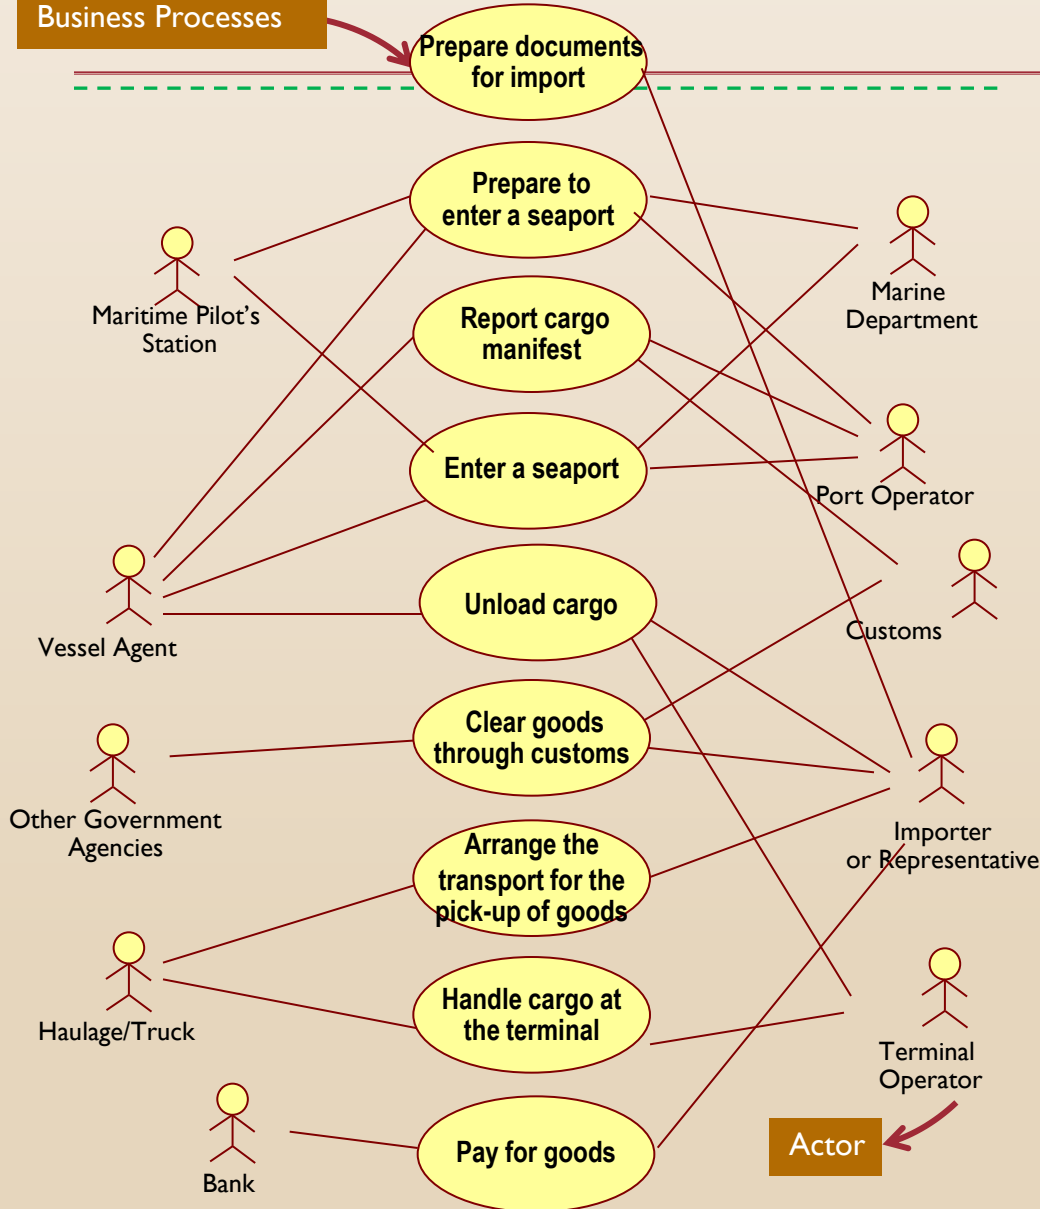 Business Processes
Prepare documents
for import
Prepare to
enter a seaport
Maritime Pilot's
Station
Marine
Department
Report cargo
manifest
Enter a seaport
Port Operator
Vessel Agent
Unload cargo
Customs
Clear goods
through customs
Other Government
Agencies
Importer
or Representative
Arrange the
transport for the
pick-up of goods
Haulage/Truck
Handle cargo at
the terminal
Terminal
Operator
Bank
Pay for goods
Actor